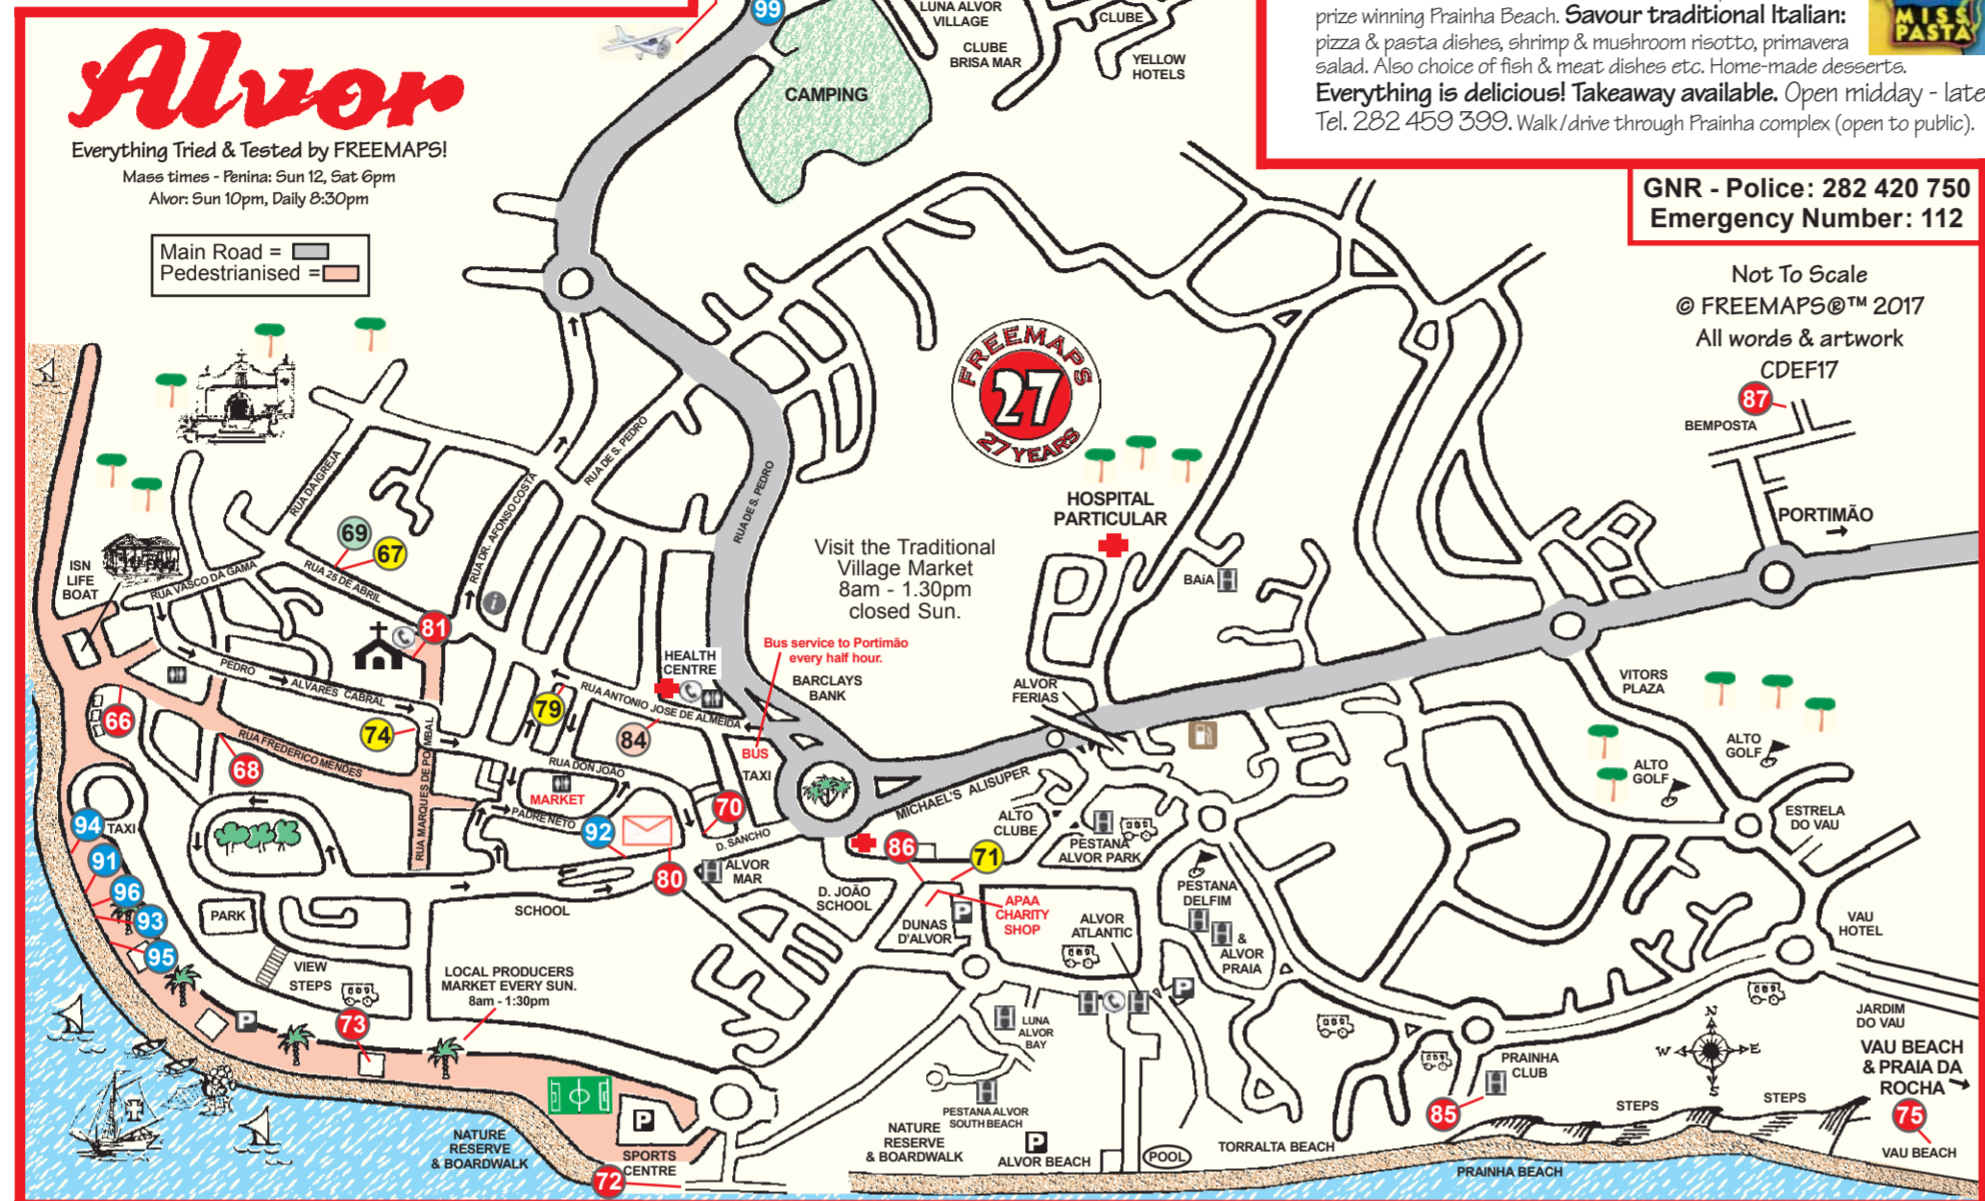 prize winning Prainha Beach. Savour traditional Italian:
pizza & pasta dishes, shrimp & mushroom risotto, primavera
salad. Also choice of fish & meat dishes etc. Home-made desserts.
Everything is delicious! Takeaway available. Open midday - late
Tel. 282 459 399. Walk/drive through Prainha complex (open to public).
MISS
PASTA
GNR - Police: 282 420 750
Emergency Number: 112
Not To Scale
© FREEMAPS®™ 2017
All words & artwork
CDEF17
Alvor
Everything Tried & Tested by FREEMAPS!
Mass times - Penina: Sun 12, Sat 6pm
Alvor: Sun 10pm, Daily 8:30pm
Main Road =
Pedestrianised =
99
LUNA ALVOR
VILLAGE
CLUBE
BRISA MAR
CLUBE
YELLOW
HOTELS
CAMPING
FREEMAPS
27
27 YEARS
87
BEMPOSTA
PORTIMÃO
HOSPITAL
PARTICULAR
BAíA
H
Visit the Traditional
Village Market
8am - 1.30pm
closed Sun.
RUA DA IGREJA
RUA DE S. PEDRO
RUA DE S. PEDRO
RUA DR. AFONSO COSTA
69
67
RUA 25 DE ABRIL
RUA VASCO DA GAMA
ISN
LIFE
BOAT
i
81
HEALTH
CENTRE
Bus service to Portimão
every half hour.
BARCLAYS
BANK
ALVOR
FERIAS
VITORS
PLAZA
ALTO
GOLF
ALTO
GOLF
PEDRO
ALVARES CABRAL
RUA ANTONIO JOSE DE ALMEIDA
66
74
79
84
68
RUA FREDERICO MENDES
RUA MARQUES DE POMBAL
RUA DON JOÃO
MARKET
PADRE NETO
92
BUS
TAXI
70
D. SANCHO
80
H
ALVOR
MAR
MICHAEL'S ALISUPER
ALTO
CLUBE
H
PESTANA
ALVOR PARK
ESTRELA
DO VAU
86
71
D. JOÃO
SCHOOL
DUNAS
D'ALVOR
P
APAA
CHARITY
SHOP
ALVOR
ATLANTIC
PESTANA
DELFIM
H
H
&
ALVOR
PRAIA
VAU
HOTEL
94
TAXI
91
96
93
95
PARK
SCHOOL
VIEW
STEPS
LOCAL PRODUCERS
MARKET EVERY SUN.
8am - 1:30pm
73
P
H
H
P
H
LUNA
ALVOR
BAY
H
PESTANA ALVOR
SOUTH BEACH
JARDIM
DO VAU
VAU BEACH
& PRAIA DA
ROCHA
75
VAU BEACH
N
W
E
S
PRAINHA
CLUB
H
85
STEPS
STEPS
NATURE
RESERVE
& BOARDWALK
P
SPORTS
CENTRE
72
NATURE
RESERVE
& BOARDWALK
P
ALVOR BEACH
POOL
TORRALTA BEACH
PRAINHA BEACH